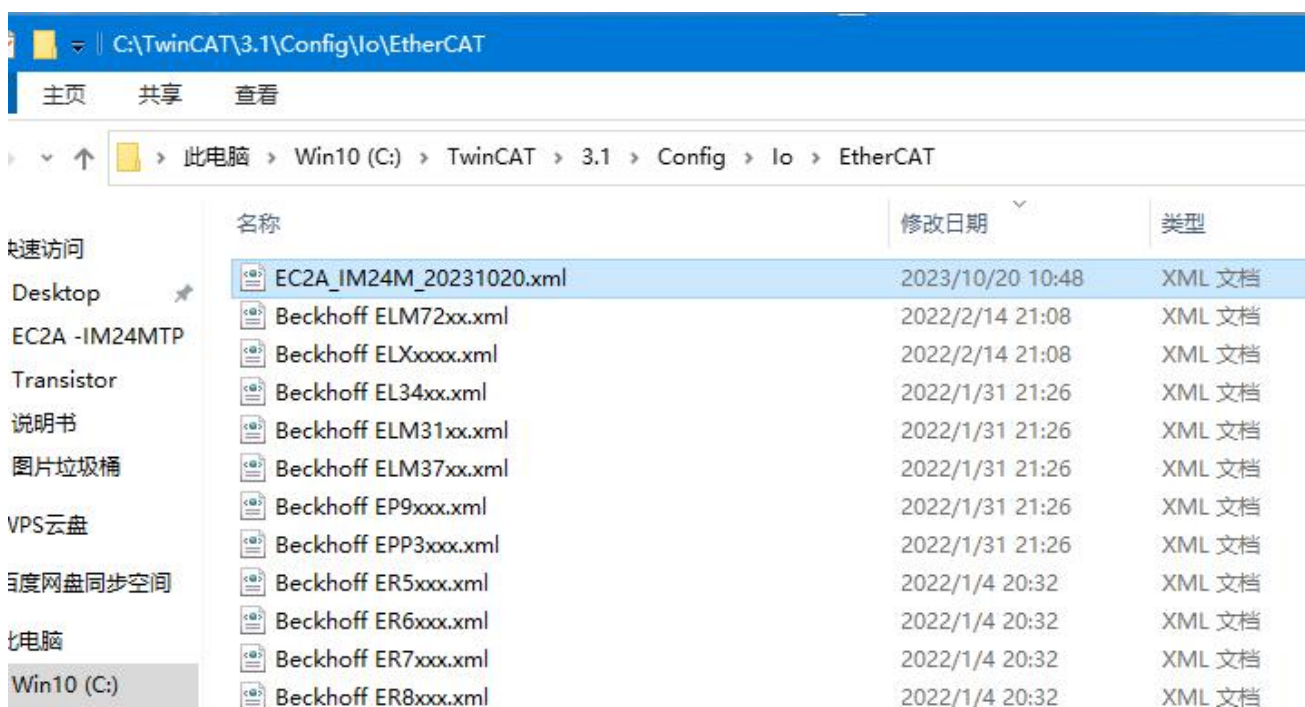 C:\TwinCAT\3.1\Config\Io\EtherCAT
主页 共享 查看
此电脑 > Win10 (C:) > TwinCAT > 3.1 > Config > Io > EtherCAT
名称 修改日期 类型
快速访问
Desktop
EC2A -IM24MTP
Transistor
说明书
图片垃圾桶
WPS云盘
百度网盘同步空间
此电脑
Win10 (C:)
EC2A_IM24M_20231020.xml 2023/10/20 10:48 XML 文档
Beckhoff ELM72xx.xml 2022/2/14 21:08 XML 文档
Beckhoff ELXxxxx.xml 2022/2/14 21:08 XML 文档
Beckhoff EL34xx.xml 2022/1/31 21:26 XML 文档
Beckhoff ELM31xx.xml 2022/1/31 21:26 XML 文档
Beckhoff ELM37xx.xml 2022/1/31 21:26 XML 文档
Beckhoff EP9xxx.xml 2022/1/31 21:26 XML 文档
Beckhoff EPP3xxx.xml 2022/1/31 21:26 XML 文档
Beckhoff ER5xxx.xml 2022/1/4 20:32 XML 文档
Beckhoff ER6xxx.xml 2022/1/4 20:32 XML 文档
Beckhoff ER7xxx.xml 2022/1/4 20:32 XML 文档
Beckhoff ER8xxx.xml 2022/1/4 20:32 XML 文档